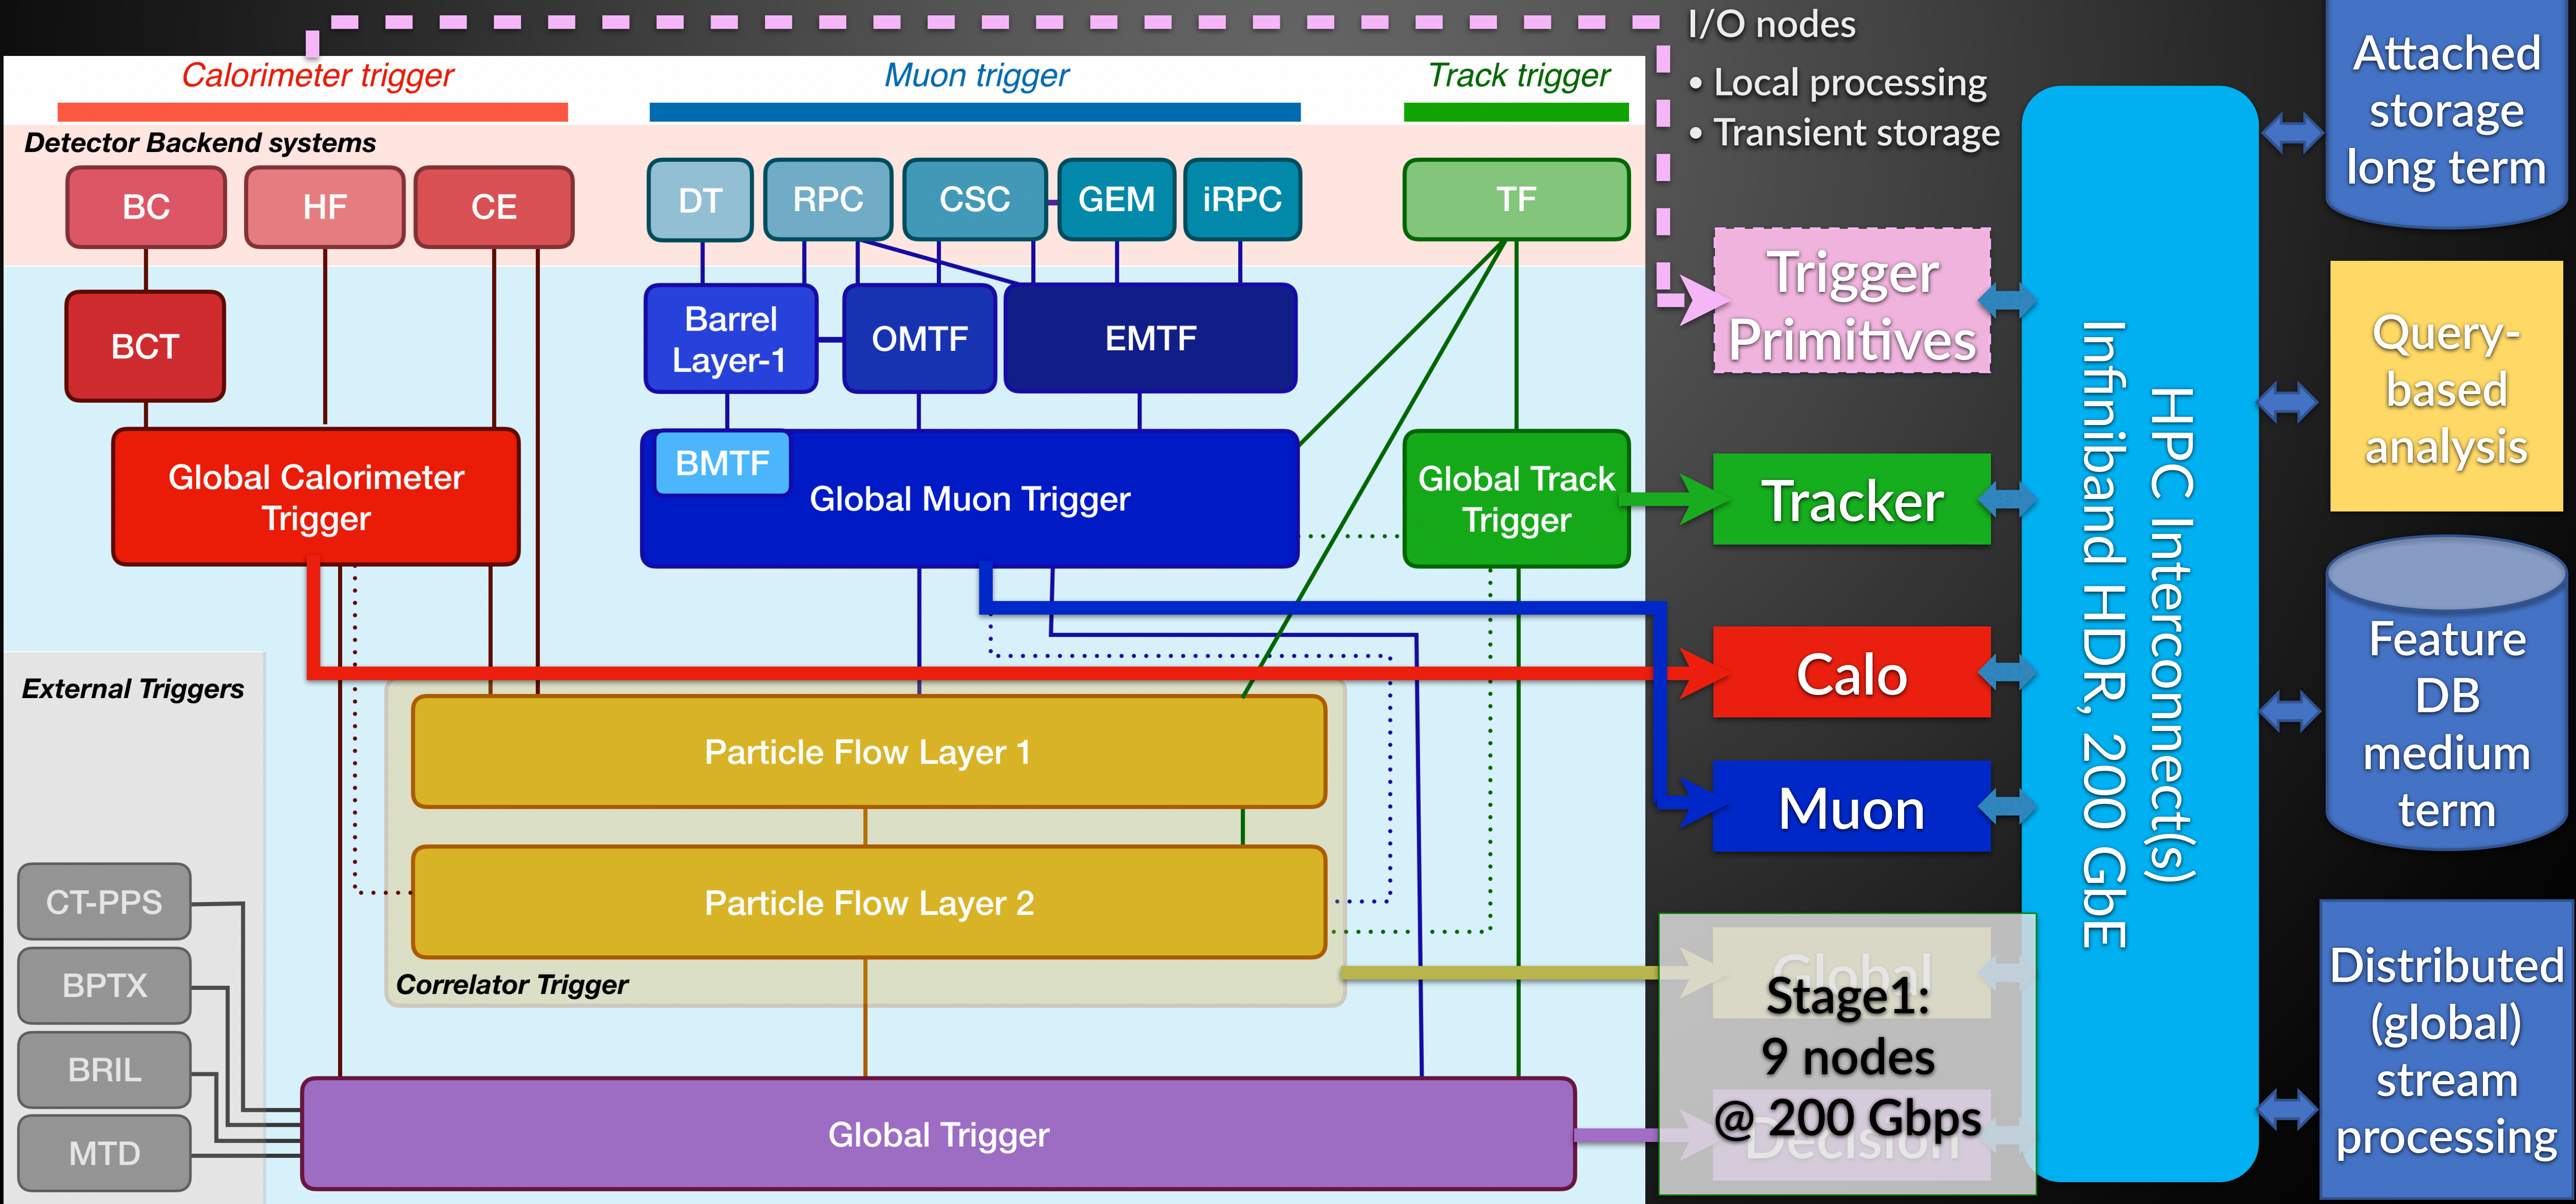 I/O nodes
• Local processing
• Transient storage
Calorimeter trigger
Muon trigger
Track trigger
Detector Backend systems
BC
HF
CE
DT
RPC
CSC
GEM
iRPC
TF
BCT
Barrel
Layer-1
OMTF
EMTF
Global Calorimeter
Trigger
BMTF
Global Muon Trigger
Global Track
Trigger
External Triggers
Particle Flow Layer 1
Particle Flow Layer 2
Correlator Trigger
CT-PPS
BPTX
BRIL
MTD
Global Trigger
Trigger
Primitives
Tracker
Calo
Muon
Global
Stage1:
9 nodes
@ 200 Gbps
Decision
HPC Interconnect(s)
Infiniband HDR, 200 GbE
Attached
storage
long term
Query-
based
analysis
Feature
DB
medium
term
Distributed
(global)
stream
processing